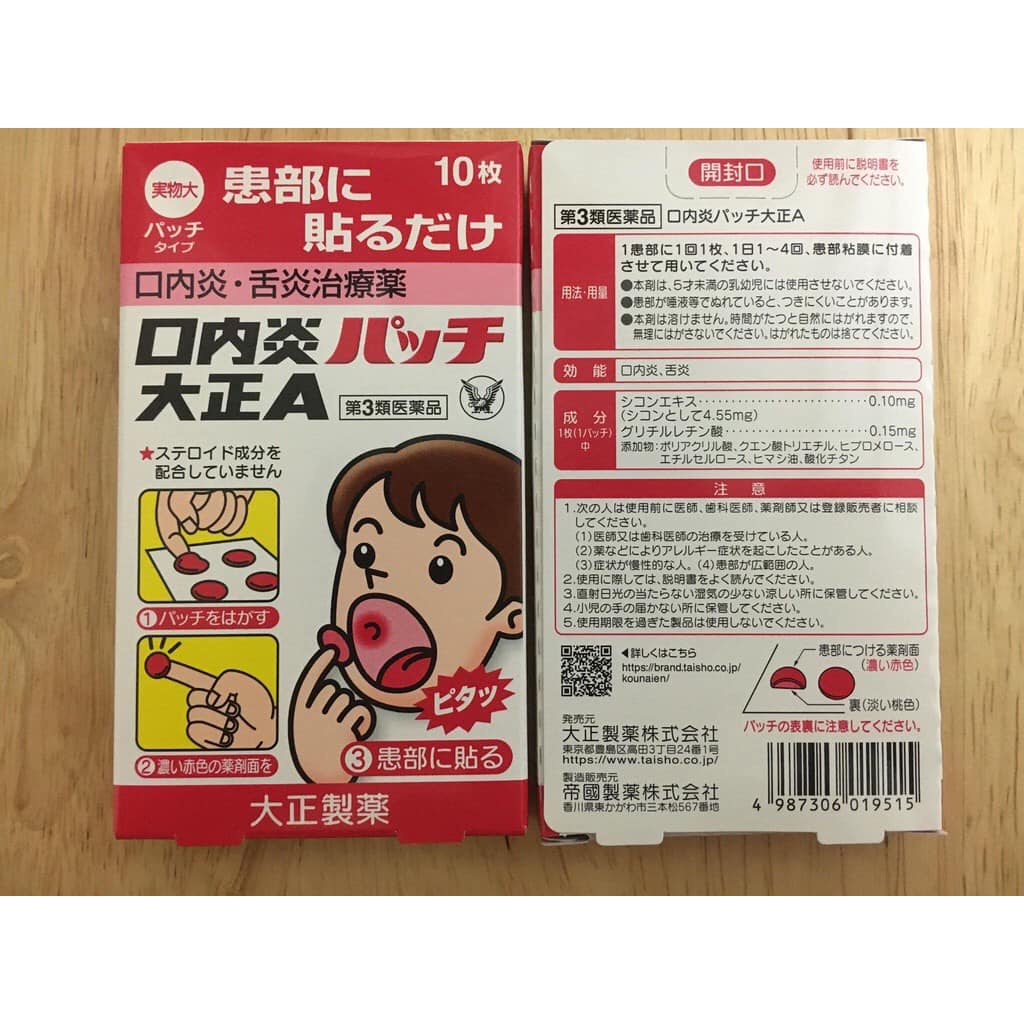 実物大
パッチ
タイプ
患部に
貼るだけ
10枚
口内炎・舌炎治療薬
口内炎パッチ
大正A
第3類医薬品
★ステロイド成分を
配合していません
①パッチをはがす
②濃い赤色の薬剤面を
ピタッ
③患部に貼る
大正製薬
開封口
使用前に説明書を
必ず読んでください。
第3類医薬品 口内炎パッチ大正A
用法・用量
1患部に1回1枚、1日1〜4回、患部粘膜に付着
させて用いてください。
●本剤は、5才未満の乳幼児には使用させないでください。
●患部が唾液等でぬれていると、つきにくいことがあります。
●本剤は溶けません。時間がたつと自然にはがれますので、
無理にはがさないでください。はがれたものは捨ててください。
効能 口内炎、舌炎
成分
1枚(1パッチ)
中
シコンエキス‥‥‥‥‥‥‥‥‥‥0.10mg
(シコンとして4.55mg)
グリチルレチン酸‥‥‥‥‥‥‥‥0.15mg
添加物:ポリアクリル酸、クエン酸トリエチル、ヒプロメロース、
エチルセルロース、ヒマシ油、酸化チタン
注意
1.次の人は使用前に医師、歯科医師、薬剤師又は登録販売者に相談
してください。
(1)医師又は歯科医師の治療を受けている人。
(2)薬などによりアレルギー症状を起こしたことがある人。
(3)症状が慢性的な人。(4)患部が広範囲の人。
2.使用に際しては、説明書をよく読んでください。
3.直射日光の当たらない湿気の少ない涼しい所に保管してください。
4.小児の手の届かない所に保管してください。
5.使用期限を過ぎた製品は使用しないでください。
◀詳しくはこちら
https://brand.taisho.co.jp/
kounaien/
患部につける薬剤面
(濃い赤色)
裏(淡い桃色)
パッチの表裏に注意してください。
発売元
大正製薬株式会社
東京都豊島区高田3丁目24番1号
https://www.taisho.co.jp/
製造販売元
帝國製薬株式会社
香川県東かがわ市三本松567番地
4 987306 019515